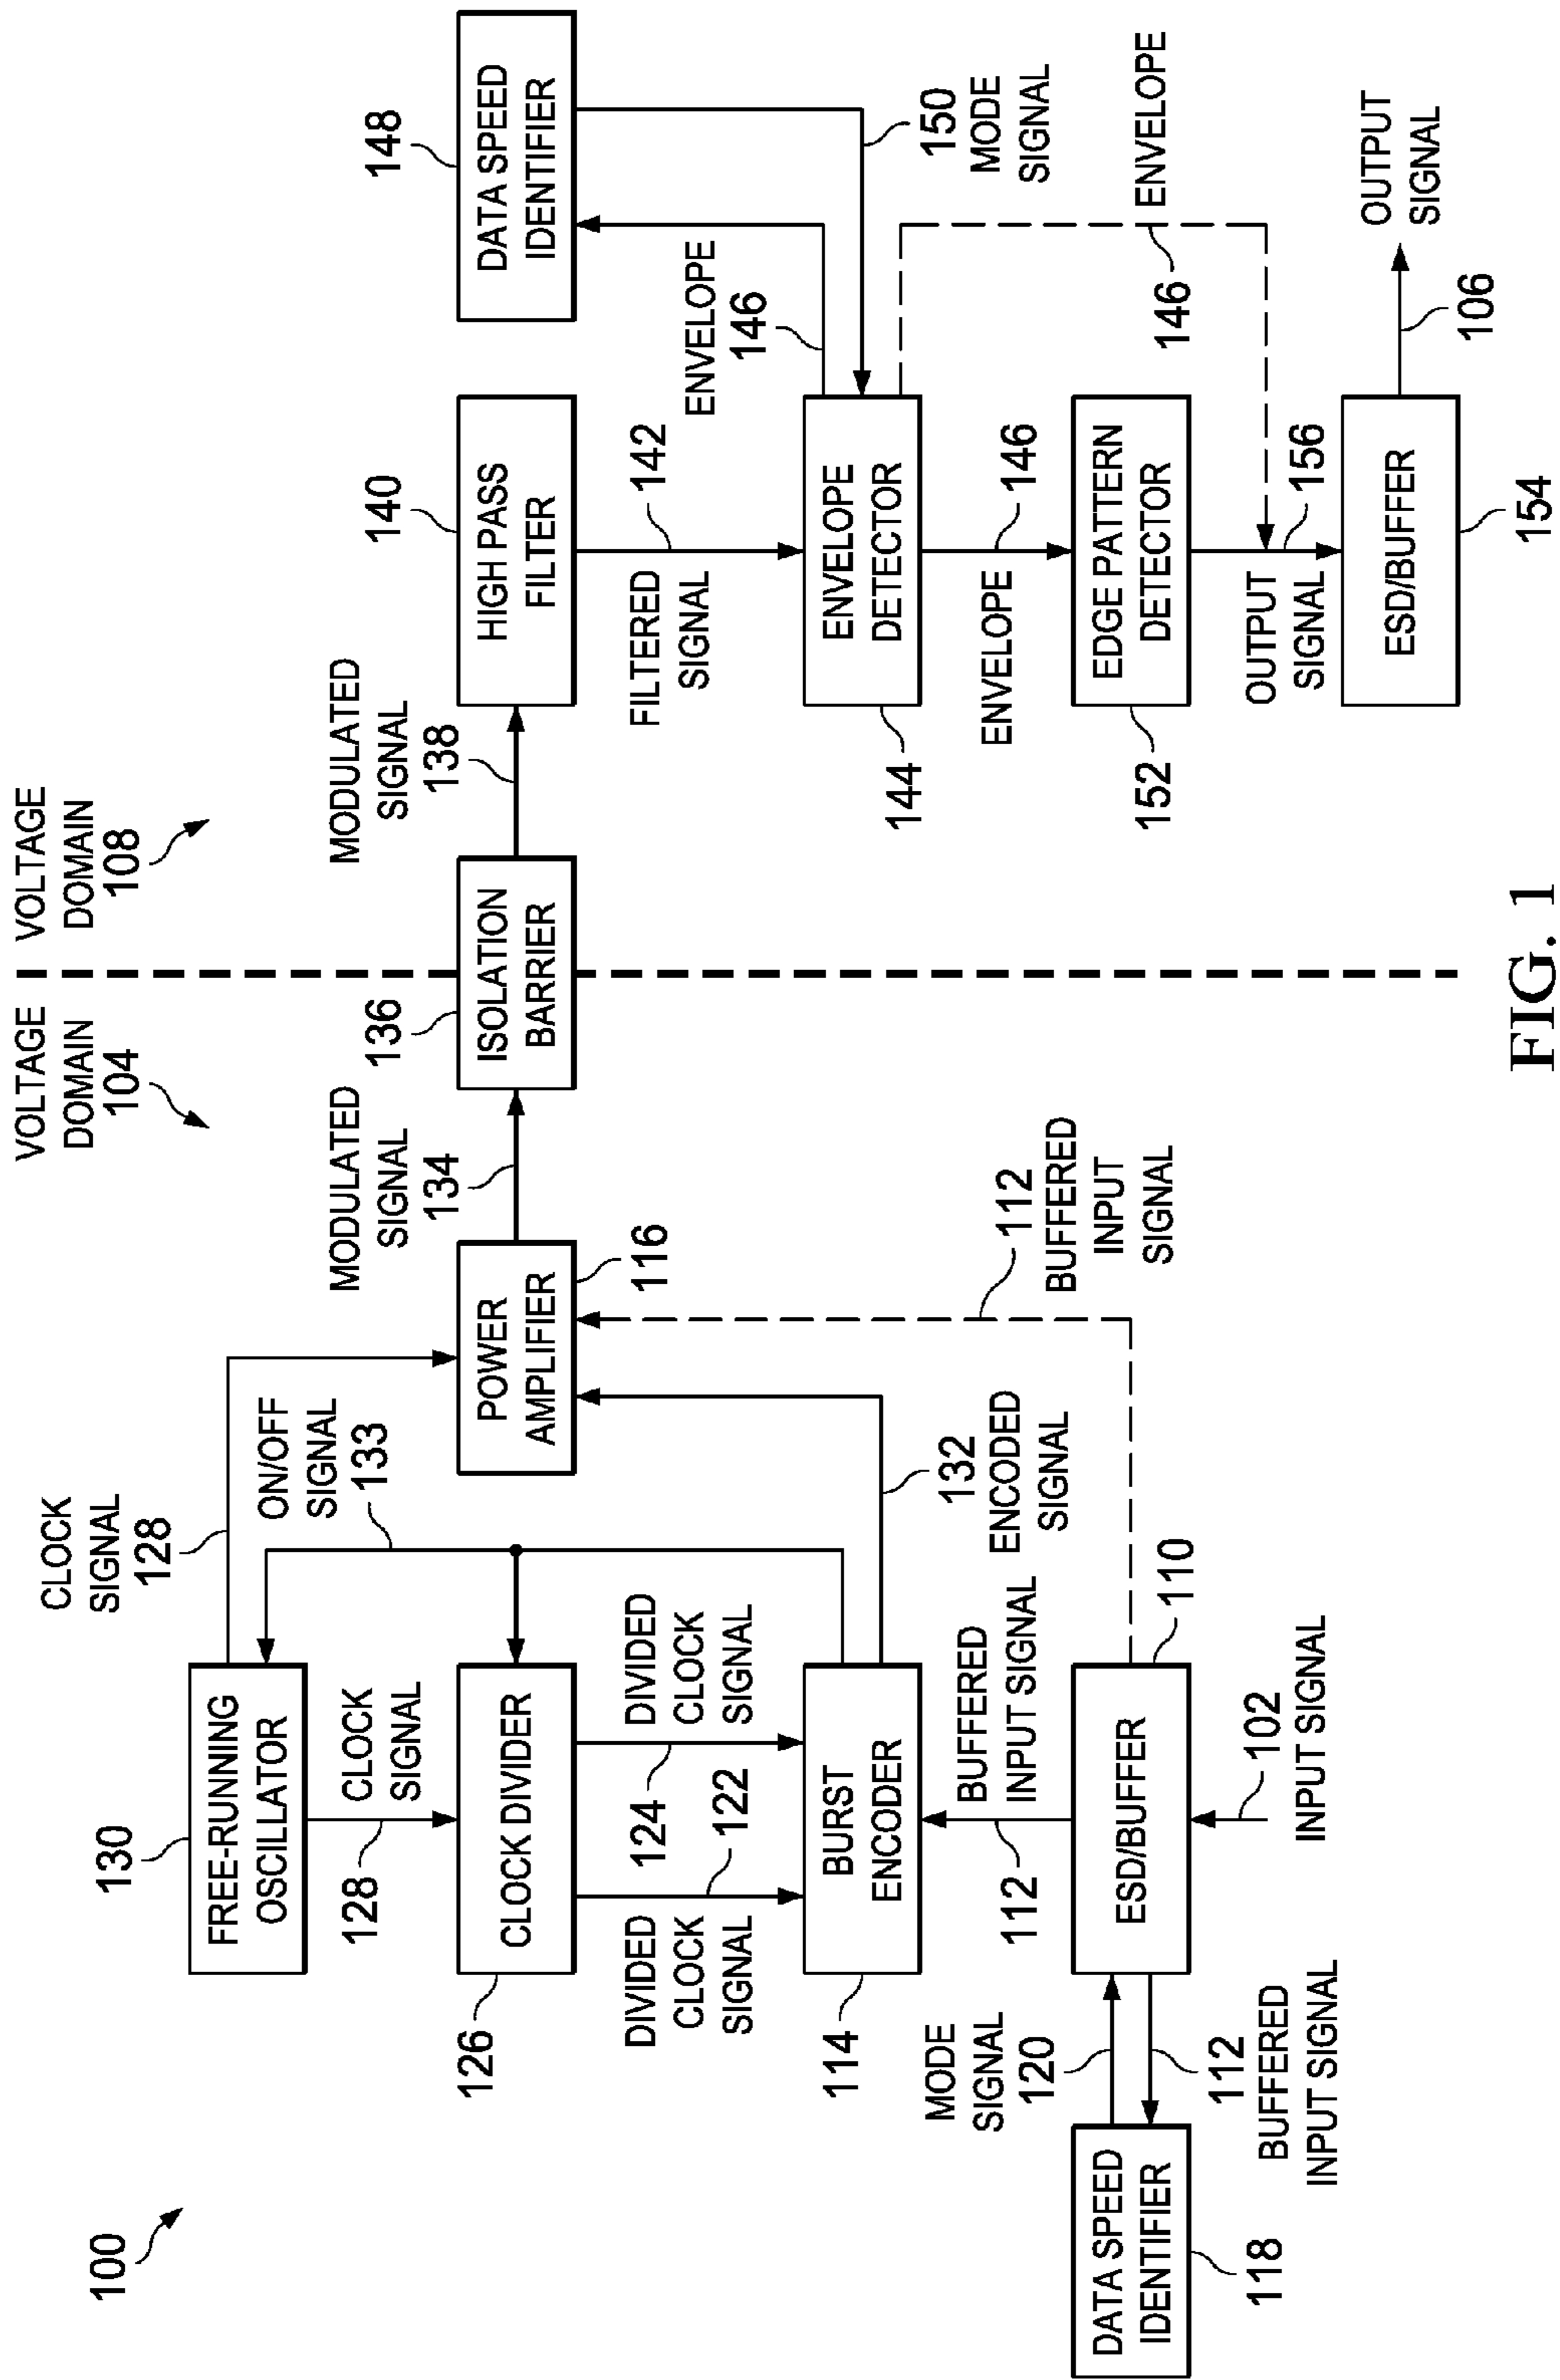 100
VOLTAGE
DOMAIN
104
VOLTAGE
DOMAIN
108
CLOCK
SIGNAL
128
130
FREE-RUNNING
OSCILLATOR
ON/OFF
SIGNAL
133
128
CLOCK
SIGNAL
126
CLOCK DIVIDER
POWER
AMPLIFIER
116
MODULATED
SIGNAL
134
136
ISOLATION
BARRIER
MODULATED
SIGNAL
138
140
HIGH PASS
FILTER
148
DATA SPEED
IDENTIFIER
DIVIDED
CLOCK
SIGNAL
122
124
DIVIDED
CLOCK
SIGNAL
FILTERED
SIGNAL
142
ENVELOPE
146
114
BURST
ENCODER
132
ENCODED
SIGNAL
144
ENVELOPE
DETECTOR
150
MODE
SIGNAL
MODE
SIGNAL
120
112
BUFFERED
INPUT SIGNAL
112
BUFFERED
INPUT
SIGNAL
ENVELOPE
146
118
DATA SPEED
IDENTIFIER
112
BUFFERED
INPUT SIGNAL
ESD/BUFFER
110
152
EDGE PATTERN
DETECTOR
146
ENVELOPE
102
INPUT SIGNAL
OUTPUT
SIGNAL
156
154
ESD/BUFFER
106
OUTPUT
SIGNAL
FIG. 1